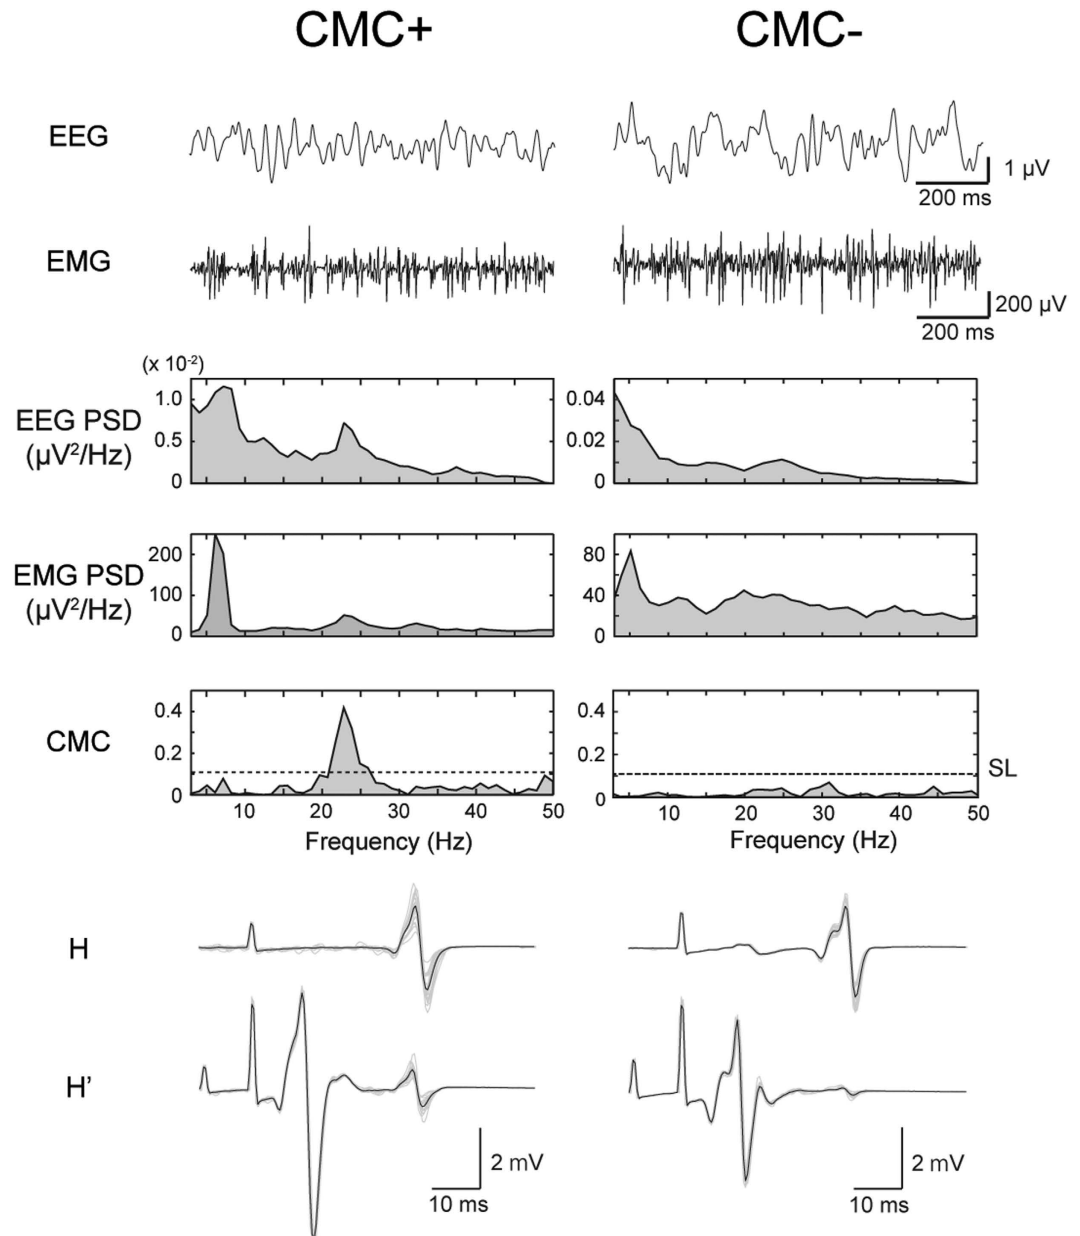 CMC+ CMC-
EEG
1 µV
200 ms
EMG
200 µV
200 ms
(x 10⁻²)
EEG PSD
(µV²/Hz)
1.0
0.5
0
0.04
0.02
0
EMG PSD
(µV²/Hz)
200
100
0
80
40
0
CMC
0.4
0.2
0
0.4
0.2
0
SL
10 20 30 40 50
10 20 30 40 50
Frequency (Hz) Frequency (Hz)
H
H’
2 mV
10 ms
2 mV
10 ms